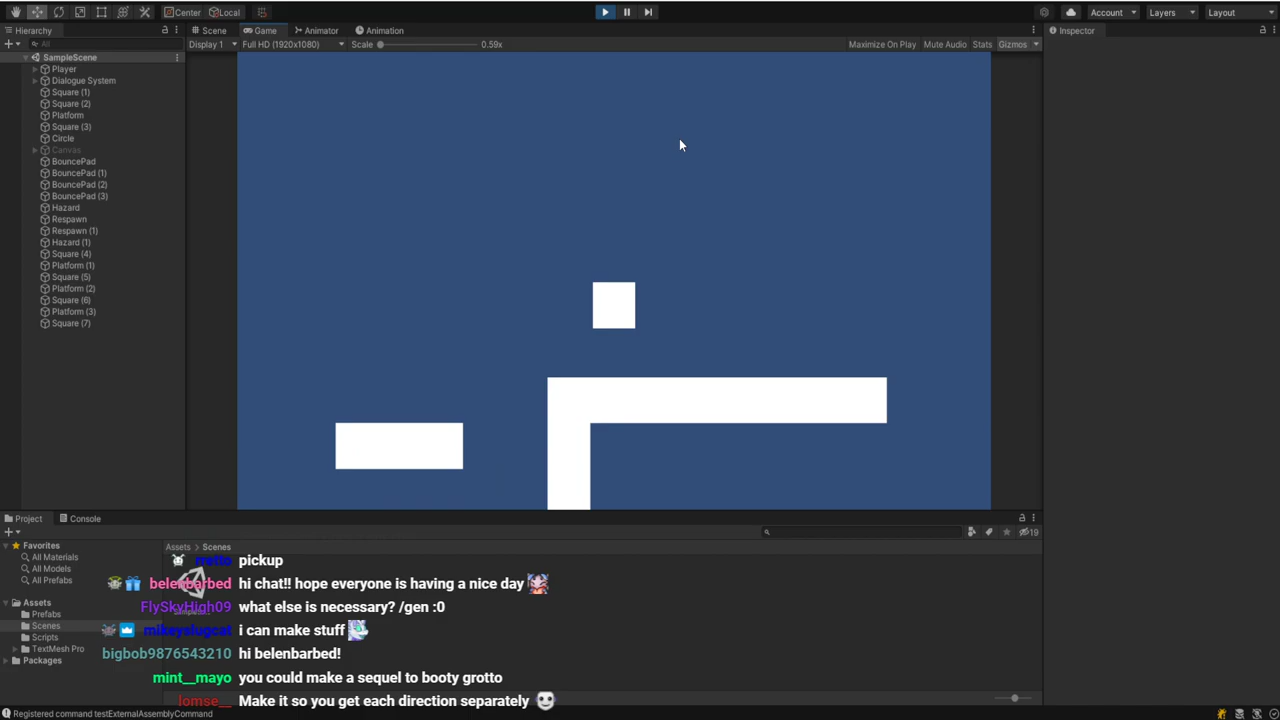 Center
Local
Account
Layers
Layout
Hierarchy
Scene
Game
Animator
Animation
Inspector
All
Display 1
Full HD (1920x1080)
Scale
0.59x
Maximize On Play
Mute Audio
Stats
Gizmos
SampleScene
Player
Dialogue System
Square (1)
Square (2)
Platform
Square (3)
Circle
Canvas
BouncePad
BouncePad (1)
BouncePad (2)
BouncePad (3)
Hazard
Respawn
Respawn (1)
Hazard (1)
Square (4)
Platform (1)
Square (5)
Platform (2)
Square (6)
Platform (3)
Square (7)
Project
Console
19
Favorites
All Materials
All Models
All Prefabs
Assets
Prefabs
Scenes
Scripts
TextMesh Pro
Packages
Assets > Scenes
pickup
belenbarbed hi chat!! hope everyone is having a nice day
FlySkyHigh09 what else is necessary? /gen :0
mikeyslugcat i can make stuff
bigbob9876543210 hi belenbarbed!
mint__mayo you could make a sequel to booty grotto
lomse__ Make it so you get each direction separately
Registered command testExternalAssemblyCommand